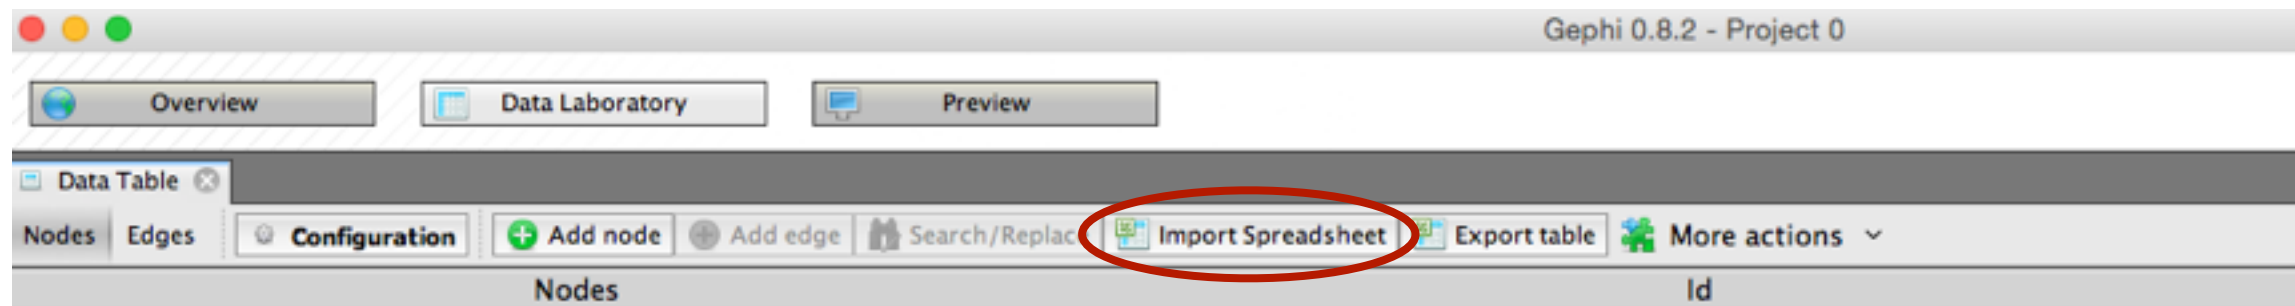 Gephi 0.8.2 - Project 0
Overview Data Laboratory Preview
Data Table
Nodes Edges Configuration Add node Add edge Search/Replac Import Spreadsheet Export table More actions
Nodes Id